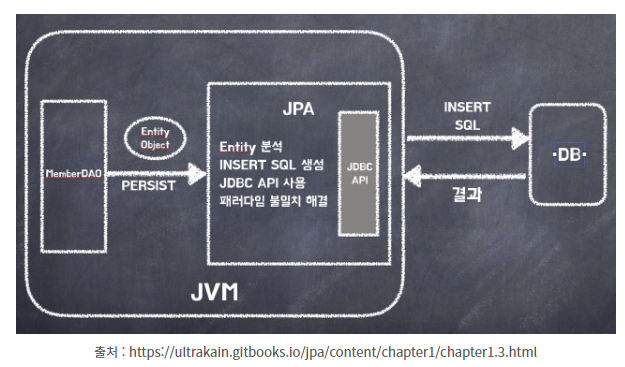 JPA
INSERT
SQL
Entity
Object
MemberDAO
PERSIST
Entity 분석
INSERT SQL 생성
JDBC API 사용
패러다임 불일치 해결
JDBC
API
·DB·
결과
JVM
출처 : https://ultrakain.gitbooks.io/jpa/content/chapter1/chapter1.3.html